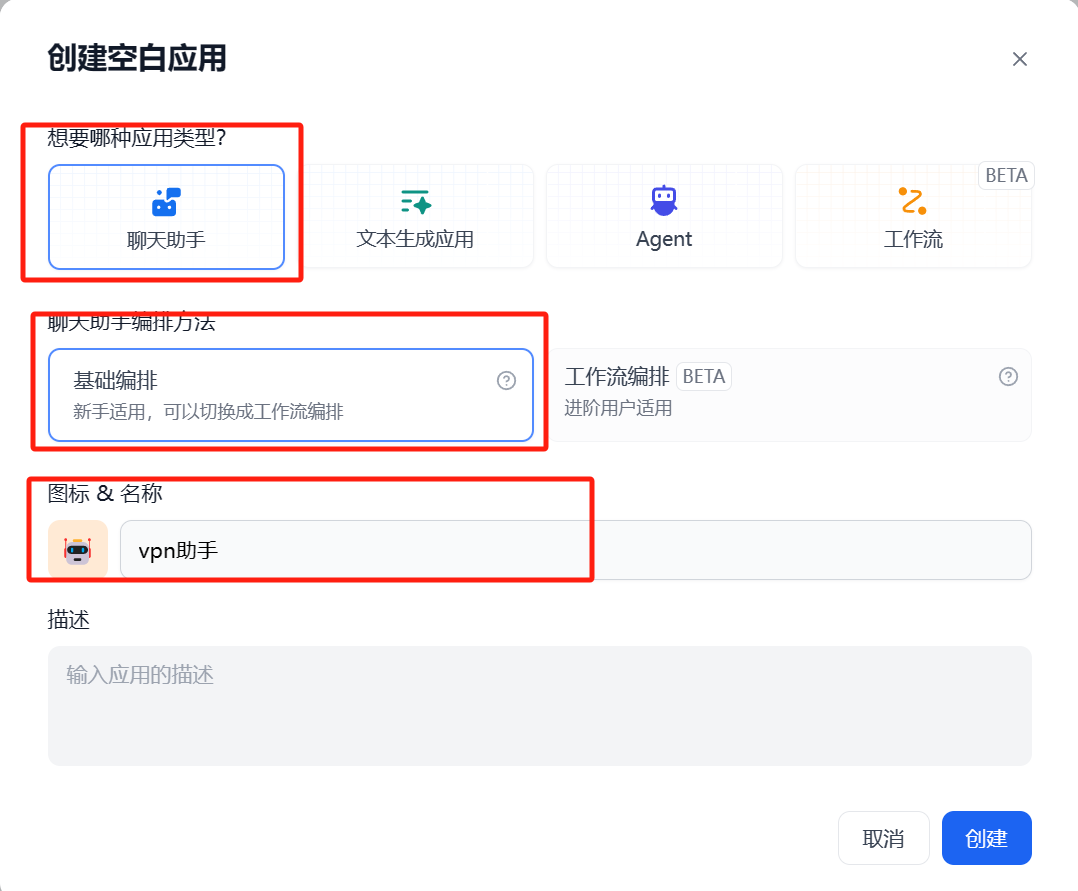 创建空白应用
想要哪种应用类型?
聊天助手
文本生成应用
Agent
工作流
BETA
聊天助手编排方法
基础编排
新手适用，可以切换成工作流编排
工作流编排 BETA
进阶用户适用
图标 & 名称
vpn助手
描述
输入应用的描述
取消
创建